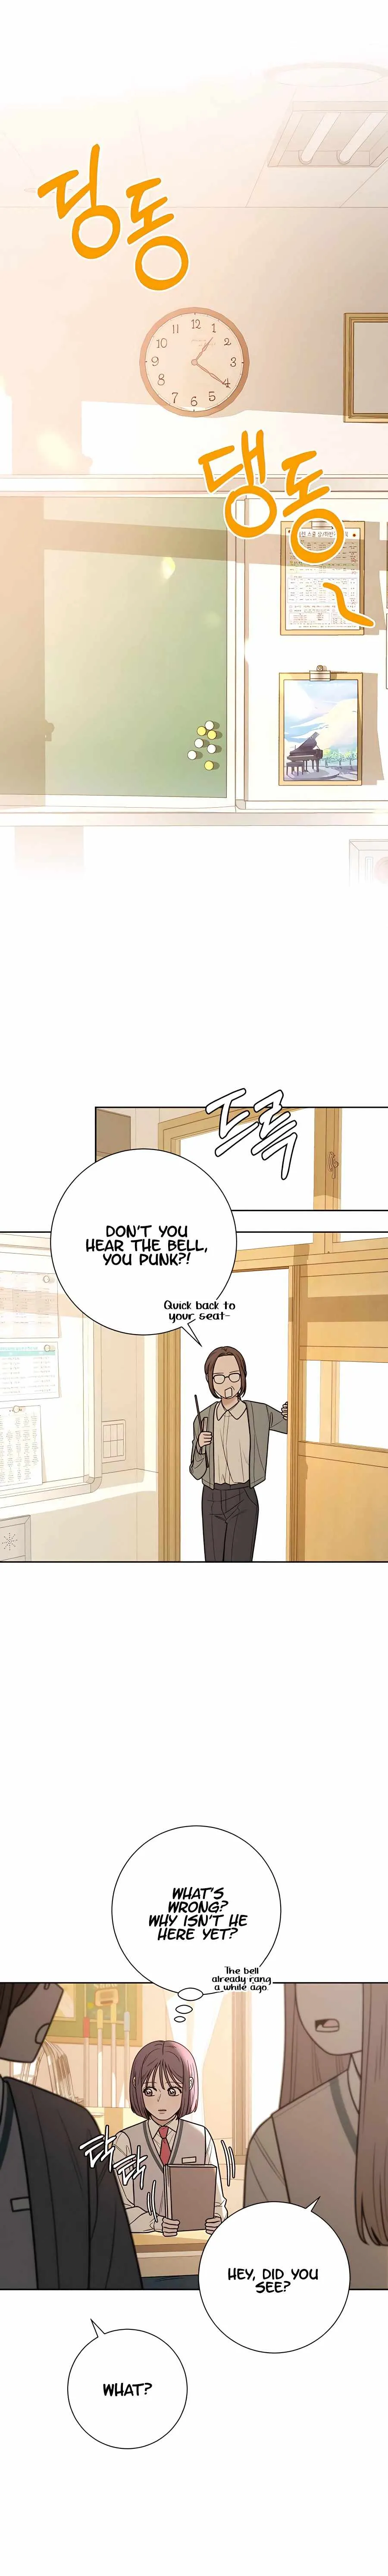 딩동
12
11
1
10
2
9
3
8
4
7
6
5
댕동
도록
DON'T YOU
HEAR THE BELL,
YOU PUNK?!
Quick back to
your seat-
WHAT'S
WRONG?
WHY ISN'T HE
HERE YET?
The bell
already rang
a while ago.
탁
탁
HEY, DID YOU
SEE?
WHAT?